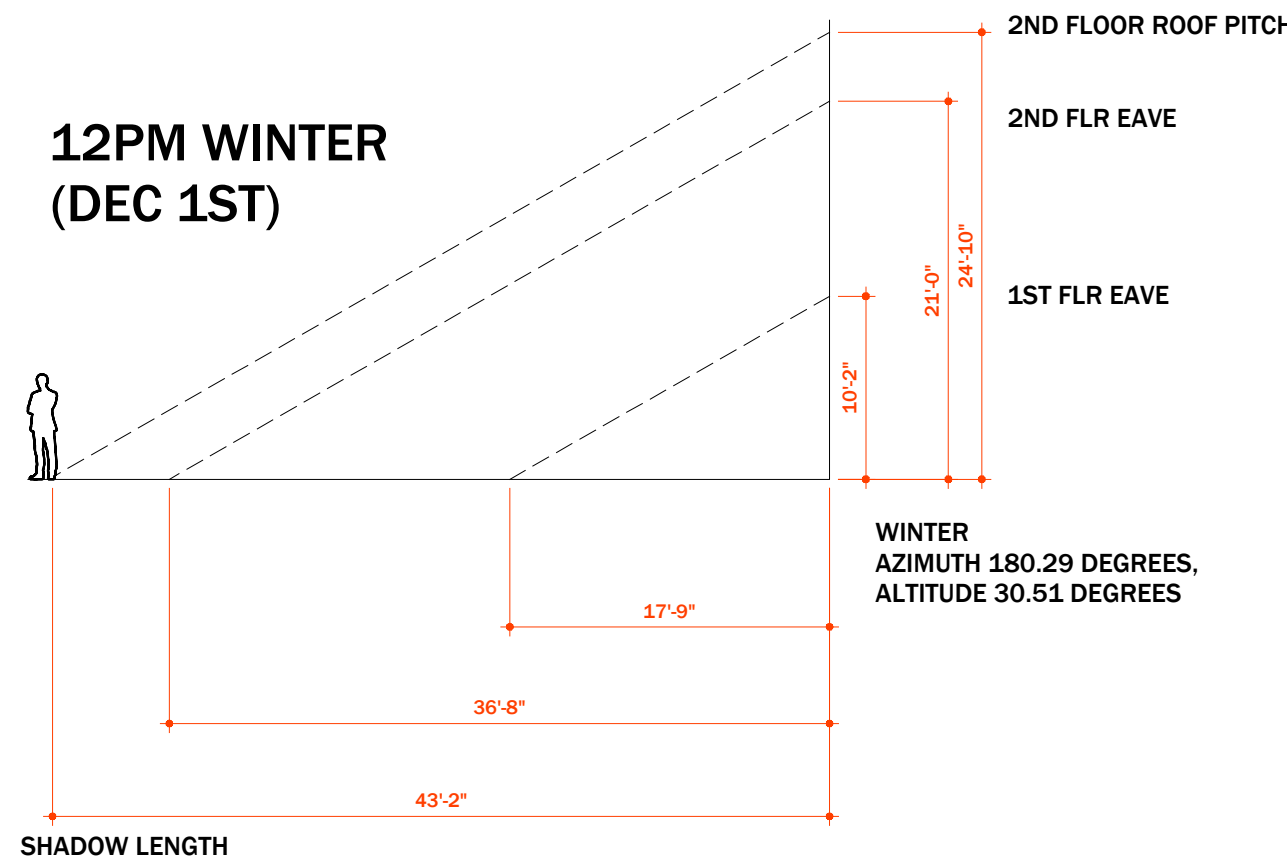 2ND FLOOR ROOF PITCH
12PM WINTER
(DEC 1ST)
2ND FLR EAVE
24'-10"
21'-0"
1ST FLR EAVE
10'-2"
WINTER
AZIMUTH 180.29 DEGREES,
ALTITUDE 30.51 DEGREES
17'-9"
36'-8"
43'-2"
SHADOW LENGTH